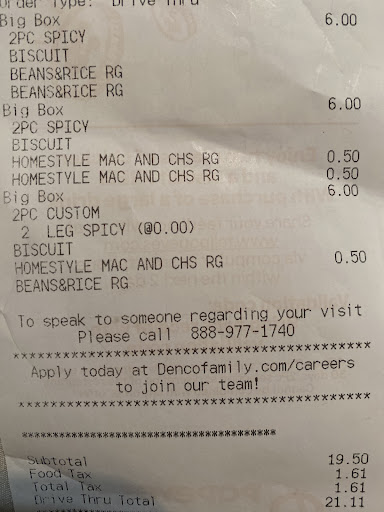 Order Type: Drive Thru
Big Box 6.00
2PC SPICY
BISCUIT
BEANS&RICE RG
BEANS&RICE RG
Big Box 6.00
2PC SPICY
BISCUIT
HOMESTYLE MAC AND CHS RG 0.50
HOMESTYLE MAC AND CHS RG 0.50
Big Box 6.00
2PC CUSTOM
2 LEG SPICY (@0.00)
BISCUIT
HOMESTYLE MAC AND CHS RG 0.50
BEANS&RICE RG
To speak to someone regarding your visit
Please call 888-977-1740
******************************************
Apply today at Dencofamily.com/careers
to join our team!
******************************************
**************************************
Subtotal 19.50
Food Tax 1.61
Total Tax 1.61
Drive Thru Total 21.11